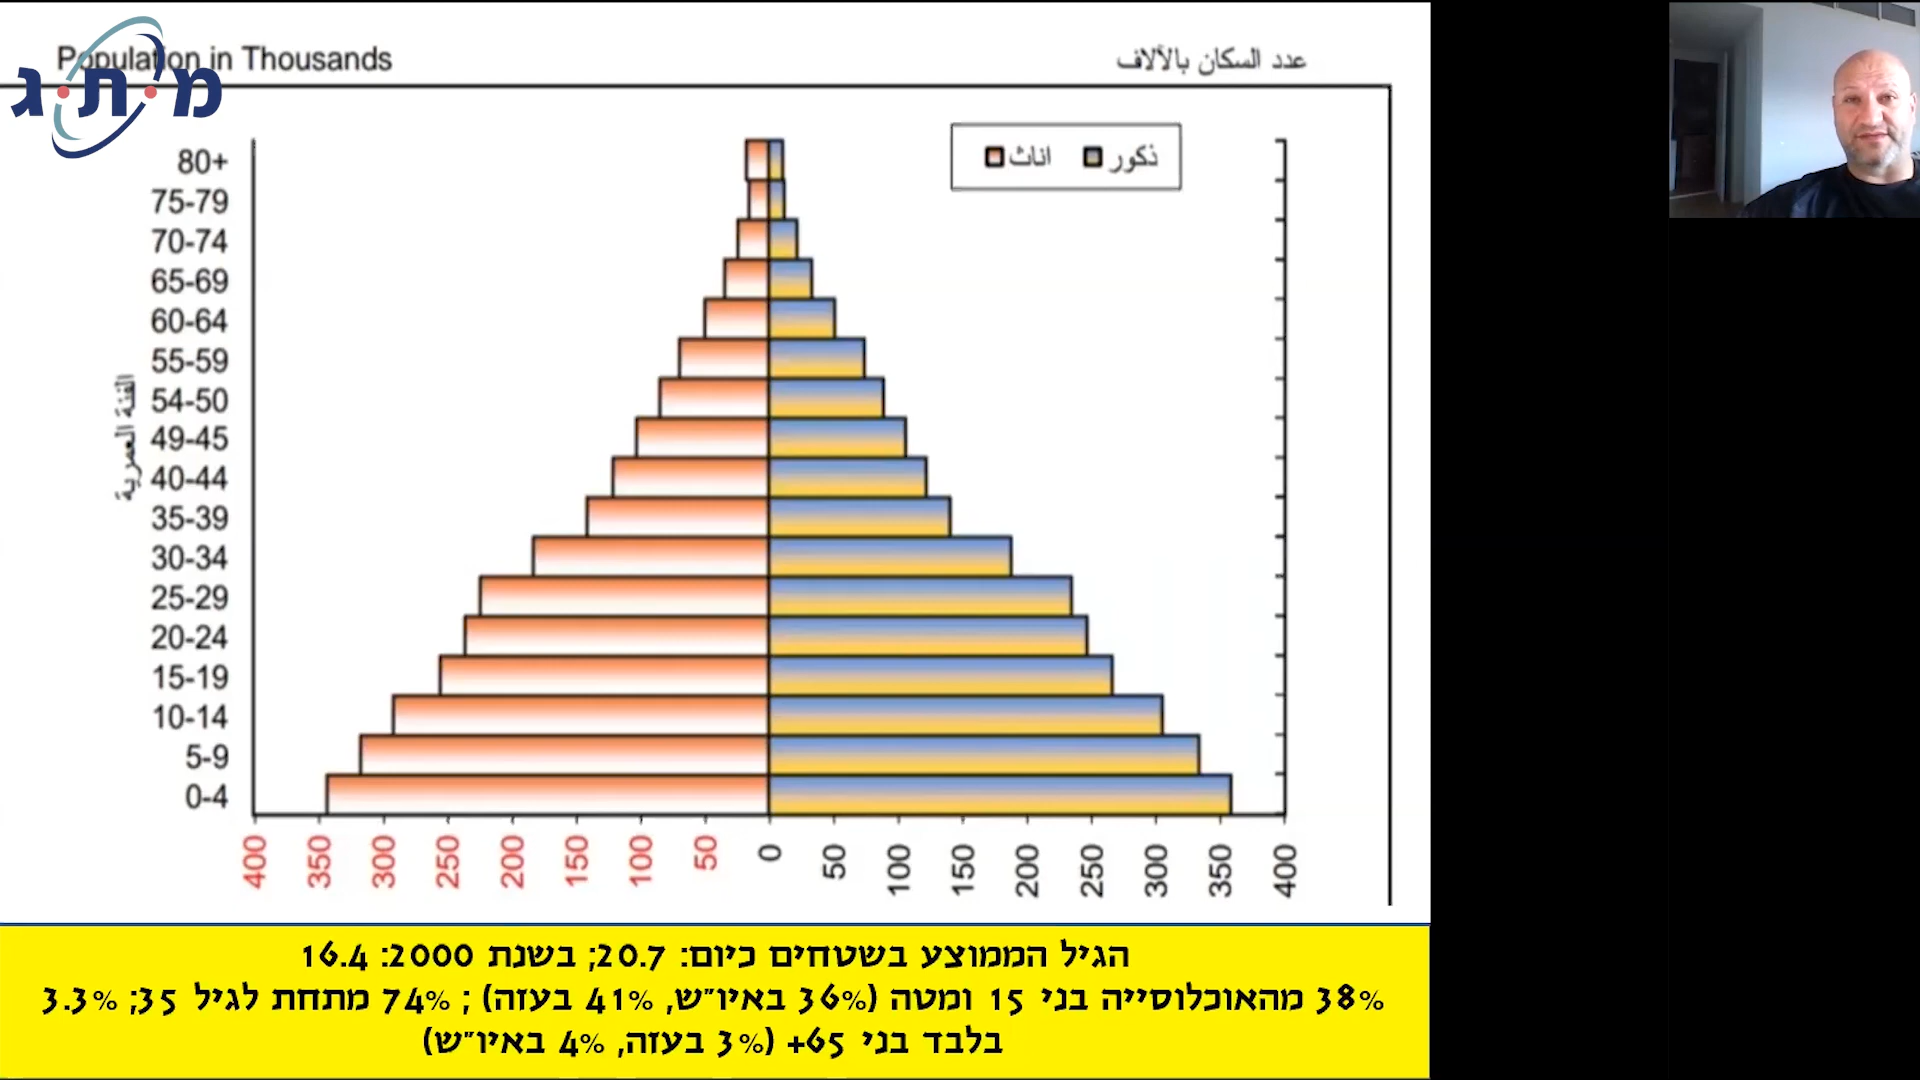 Population in Thousands
عدد السكان بالآلاف
מ.ת.ג
اناث
ذكور
الفئة العمرية
80+
75-79
70-74
65-69
60-64
55-59
54-50
49-45
40-44
35-39
30-34
25-29
20-24
15-19
10-14
5-9
0-4
400 350 300 250 200 150 100 50 0 50 100 150 200 250 300 350 400
הגיל הממוצע בשטחים כיום: 20.7; בשנת 2000: 16.4
38% מהאוכלוסייה בני 15 ומטה (36% באיו"ש, 41% בעזה) ; 74% מתחת לגיל 35; 3.3%
בלבד בני 65+ (3% בעזה, 4% באיו"ש)